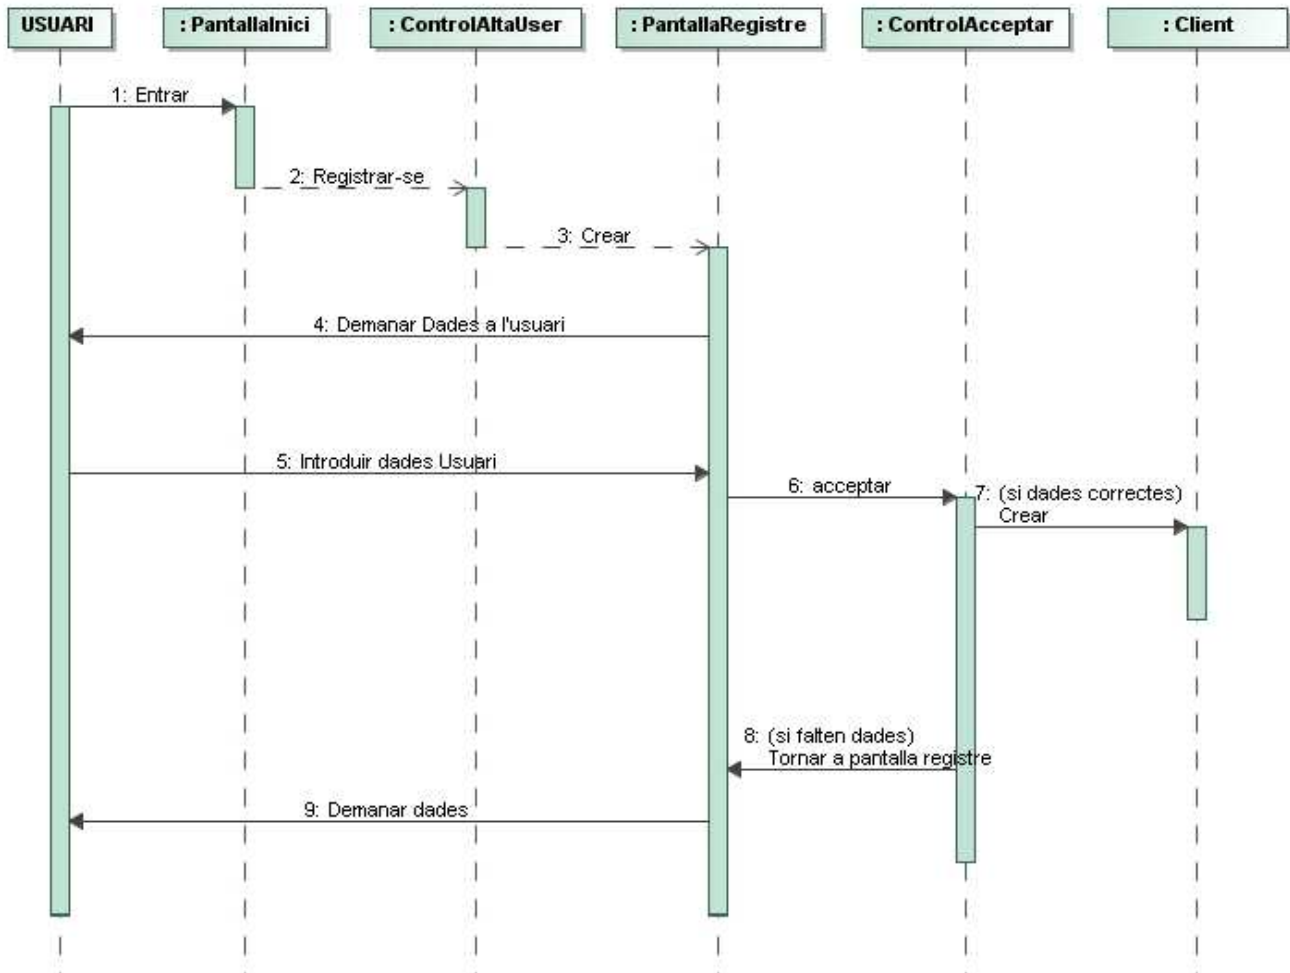 USUARI
: PantallaInici
: ControlAltaUser
: PantallaRegistre
: ControlAcceptar
: Client
1: Entrar
2: Registrar-se
3: Crear
4: Demanar Dades a l'usuari
5: Introduir dades Usuari
6: acceptar
7: (si dades correctes)
Crear
8: (si falten dades)
Tornar a pantalla registre
9: Demanar dades